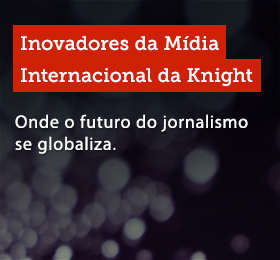 Inovadores da Mídia
Internacional da Knight
Onde o futuro do jornalismo
se globaliza.